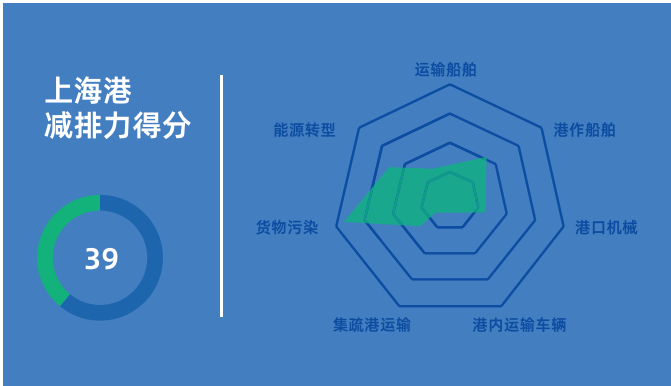 上海港
减排力得分
39
运输船舶
能源转型
港作船舶
货物污染
港口机械
集疏港运输
港内运输车辆